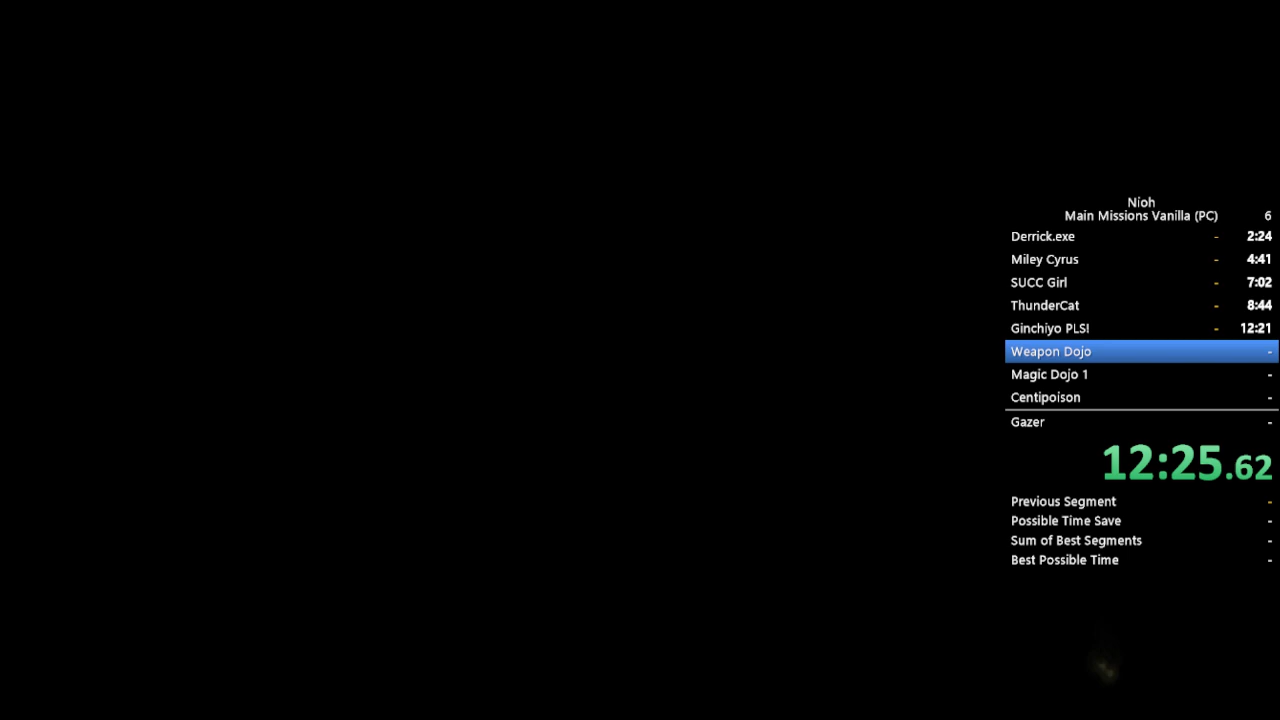 Nioh
Main Missions Vanilla (PC) 6
Derrick.exe - 2:24
Miley Cyrus - 4:41
SUCC Girl - 7:02
ThunderCat - 8:44
Ginchiyo PLS! - 12:21
Weapon Dojo -
Magic Dojo 1 -
Centipoison -
Gazer -
12:25.62
Previous Segment -
Possible Time Save -
Sum of Best Segments -
Best Possible Time -